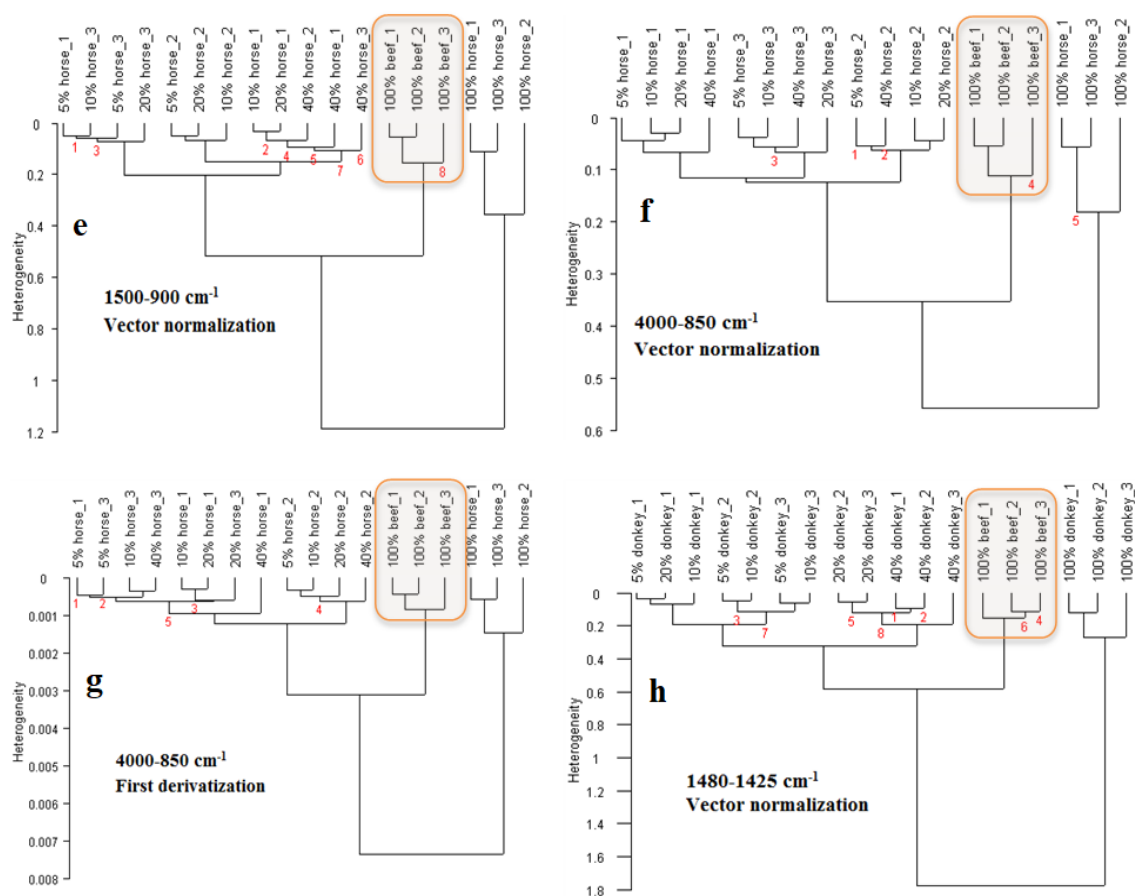 5% horse_1
10% horse_3
5% horse_3
20% horse_3
5% horse_2
20% horse_2
10% horse_2
10% horse_1
20% horse_1
40% horse_2
40% horse_1
40% horse_3
100% beef_1
100% beef_2
100% beef_3
100% horse_1
100% horse_3
100% horse_2
Heterogeneity
0
0.2
0.4
0.6
0.8
1
1.2
1
3
2
4
5
7
6
8
e
1500-900 cm-1
Vector normalization
5% horse_1
10% horse_1
20% horse_1
40% horse_1
5% horse_3
10% horse_3
40% horse_3
20% horse_3
5% horse_2
40% horse_2
10% horse_2
20% horse_2
100% beef_1
100% beef_2
100% beef_3
100% horse_1
100% horse_3
100% horse_2
Heterogeneity
0
0.1
0.2
0.3
0.4
0.5
0.6
3
1
2
4
5
f
4000-850 cm-1
Vector normalization
5% horse_1
5% horse_3
10% horse_3
40% horse_3
10% horse_1
20% horse_1
20% horse_3
40% horse_1
5% horse_2
10% horse_2
20% horse_2
40% horse_2
100% beef_1
100% beef_2
100% beef_3
100% horse_1
100% horse_3
100% horse_2
Heterogeneity
0
0.001
0.002
0.003
0.004
0.005
0.006
0.007
0.008
1
2
5
3
4
g
4000-850 cm-1
First derivatization
5% donkey_1
20% donkey_1
10% donkey_1
5% donkey_2
10% donkey_2
5% donkey_3
10% donkey_3
20% donkey_2
20% donkey_3
40% donkey_1
40% donkey_2
40% donkey_3
100% beef_1
100% beef_2
100% beef_3
100% donkey_1
100% donkey_2
100% donkey_3
Heterogeneity
0
0.2
0.4
0.6
0.8
1
1.2
1.4
1.6
1.8
3
7
5
8
1
2
6
4
h
1480-1425 cm-1
Vector normalization